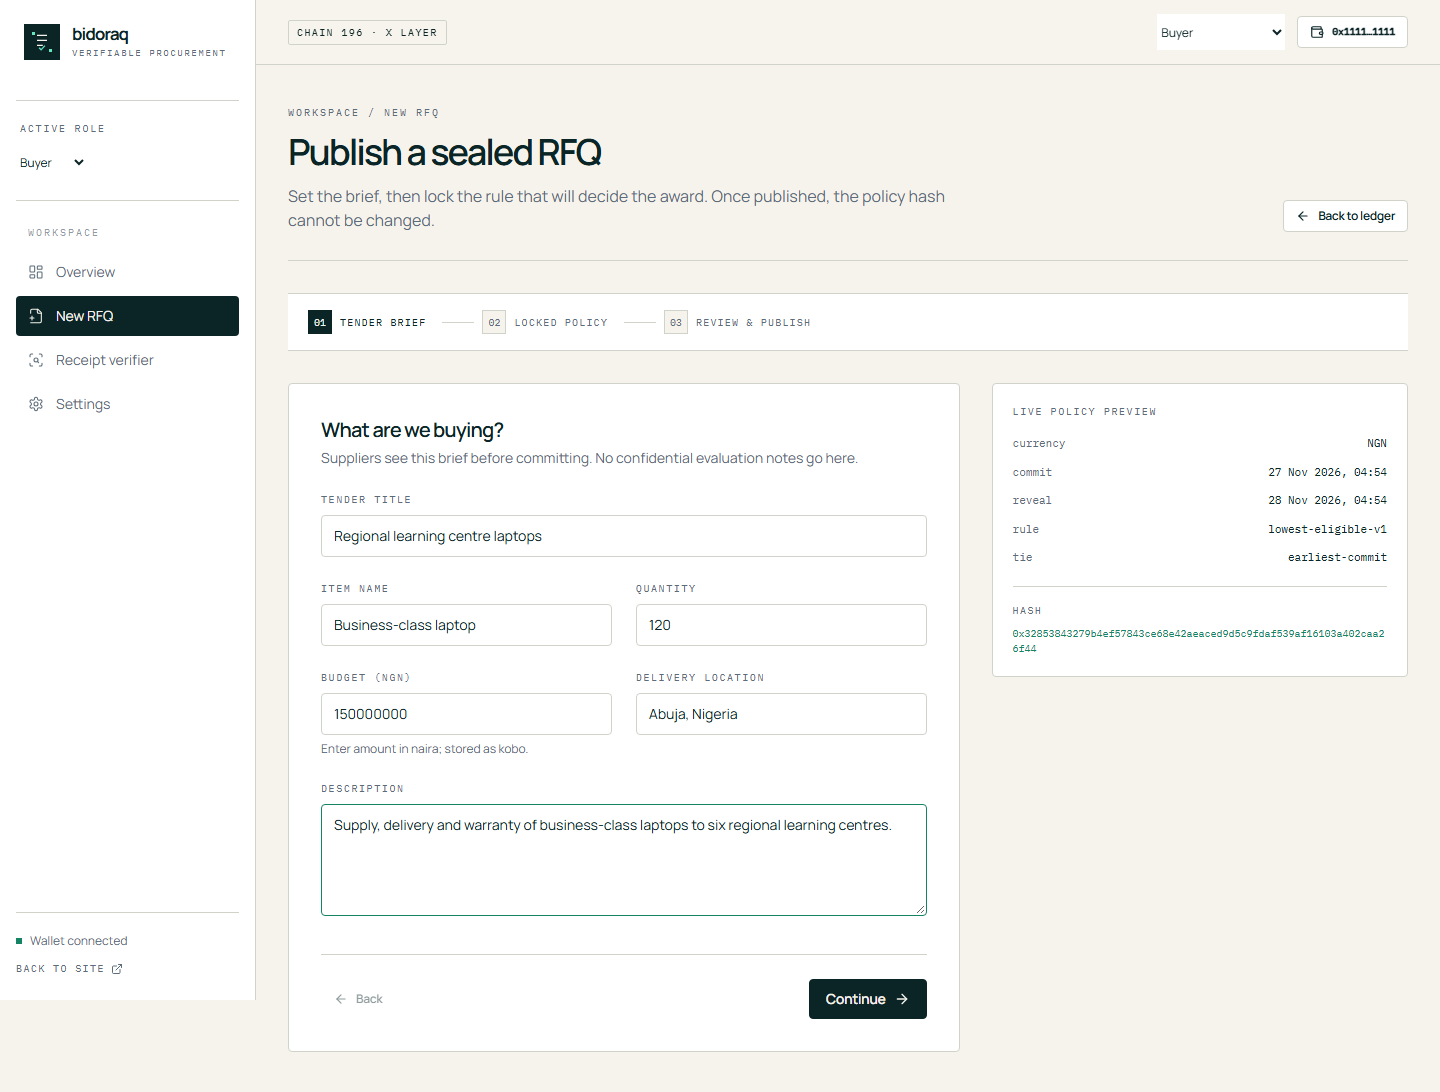 bidoraq
VERIFIABLE PROCUREMENT
ACTIVE ROLE
Buyer
WORKSPACE
Overview
New RFQ
Receipt verifier
Settings
Wallet connected
BACK TO SITE
CHAIN 196 · X LAYER
Buyer
0x1111…1111
WORKSPACE / NEW RFQ
Publish a sealed RFQ
Set the brief, then lock the rule that will decide the award. Once published, the policy hash
cannot be changed.
Back to ledger
01 TENDER BRIEF
02 LOCKED POLICY
03 REVIEW & PUBLISH
What are we buying?
Suppliers see this brief before committing. No confidential evaluation notes go here.
TENDER TITLE
Regional learning centre laptops
ITEM NAME
Business-class laptop
QUANTITY
120
BUDGET (NGN)
150000000
Enter amount in naira; stored as kobo.
DELIVERY LOCATION
Abuja, Nigeria
DESCRIPTION
Supply, delivery and warranty of business-class laptops to six regional learning centres.
Back
Continue
LIVE POLICY PREVIEW
currency NGN
commit 27 Nov 2026, 04:54
reveal 28 Nov 2026, 04:54
rule lowest-eligible-v1
tie earliest-commit
HASH
0x32853843279b4ef57843ce68e42aeaced9d5c9fdaf539af16103a402caa2
6f44